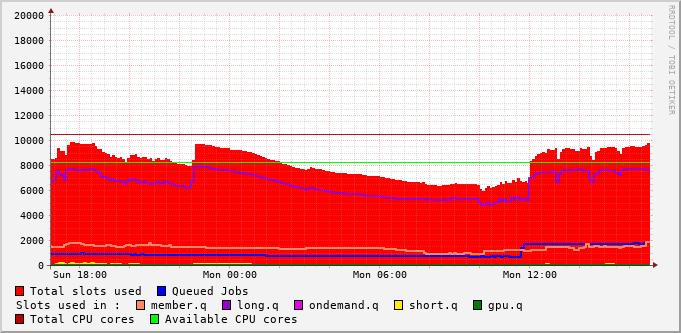 20000
18000
16000
14000
12000
10000
8000
6000
4000
2000
0
Sun 18:00 Mon 00:00 Mon 06:00 Mon 12:00
Total slots used Queued Jobs
Slots used in : member.q long.q ondemand.q short.q gpu.q
Total CPU cores Available CPU cores
RRDTOOL / TOBI OETIKER